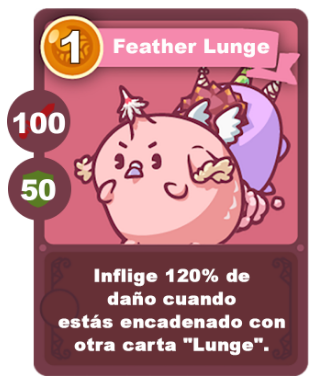 1
Feather Lunge
100
50
Inflige 120% de
daño cuando
estás encadenado con
otra carta "Lunge".